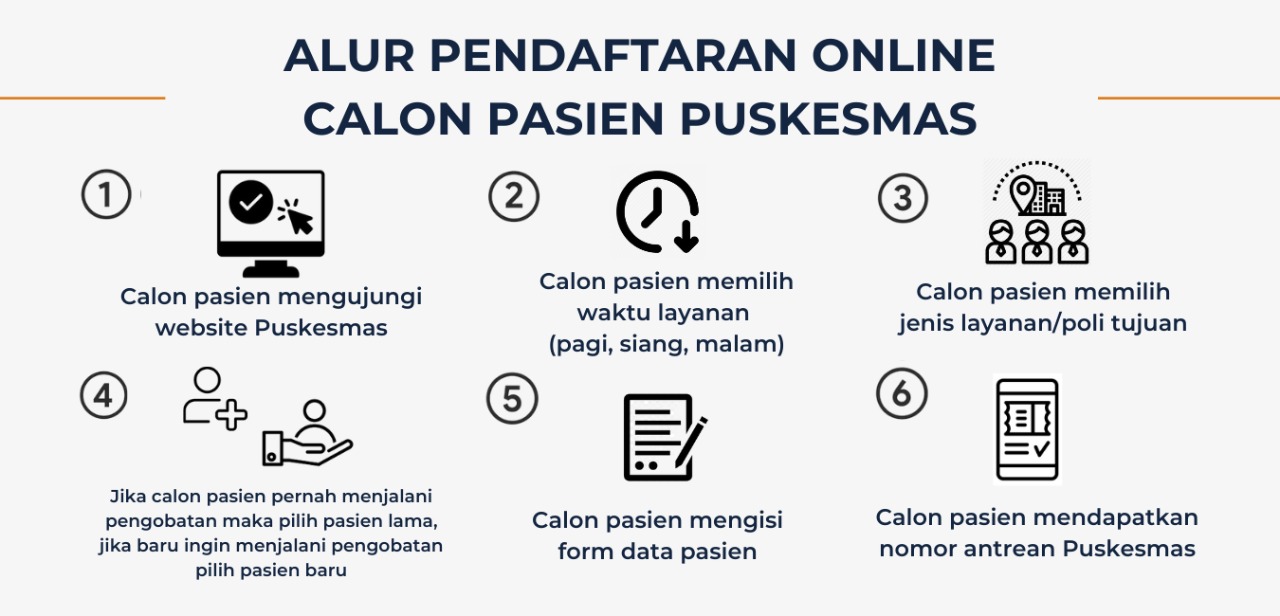 ALUR PENDAFTARAN ONLINE
CALON PASIEN PUSKESMAS
1
Calon pasien mengujungi
website Puskesmas
2
Calon pasien memilih
waktu layanan
(pagi, siang, malam)
3
Calon pasien memilih
jenis layanan/poli tujuan
4
Jika calon pasien pernah menjalani
pengobatan maka pilih pasien lama,
jika baru ingin menjalani pengobatan
pilih pasien baru
5
Calon pasien mengisi
form data pasien
6
Calon pasien mendapatkan
nomor antrean Puskesmas